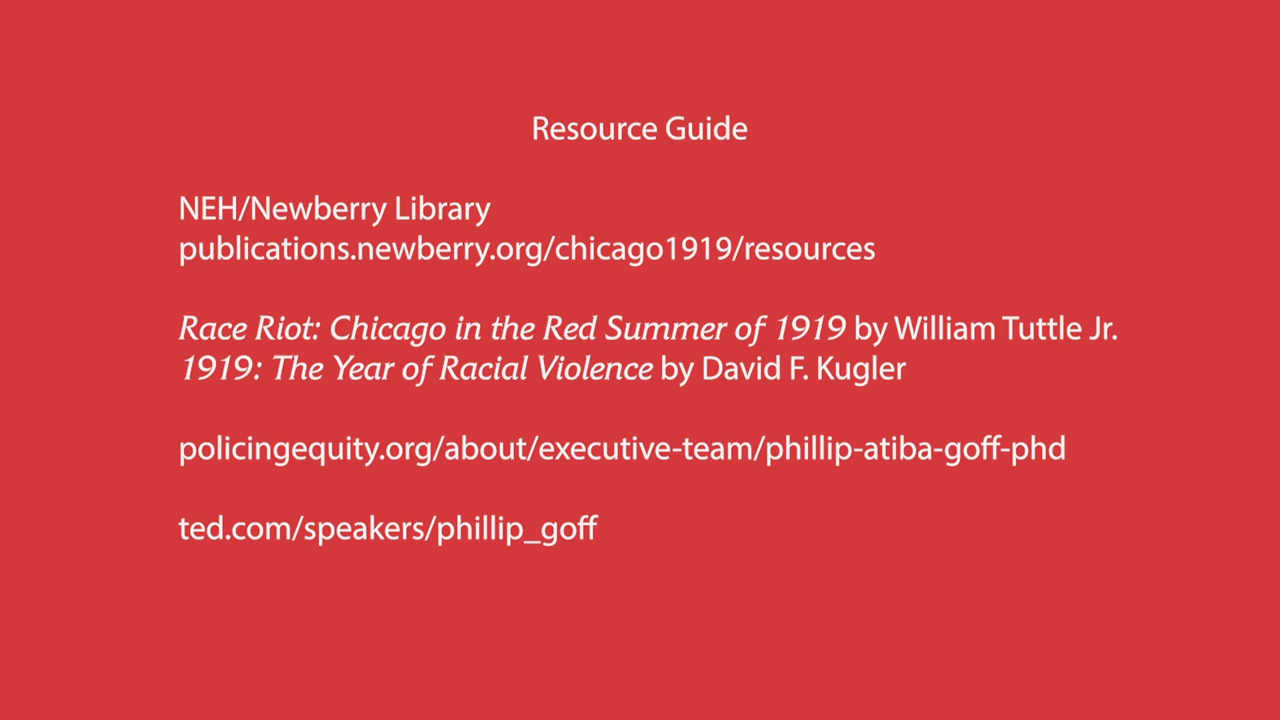 Resource Guide
NEH/Newberry Library
publications.newberry.org/chicago1919/resources
Race Riot: Chicago in the Red Summer of 1919 by William Tuttle Jr.
1919: The Year of Racial Violence by David F. Kugler
policingequity.org/about/executive-team/phillip-atiba-goff-phd
ted.com/speakers/phillip_goff